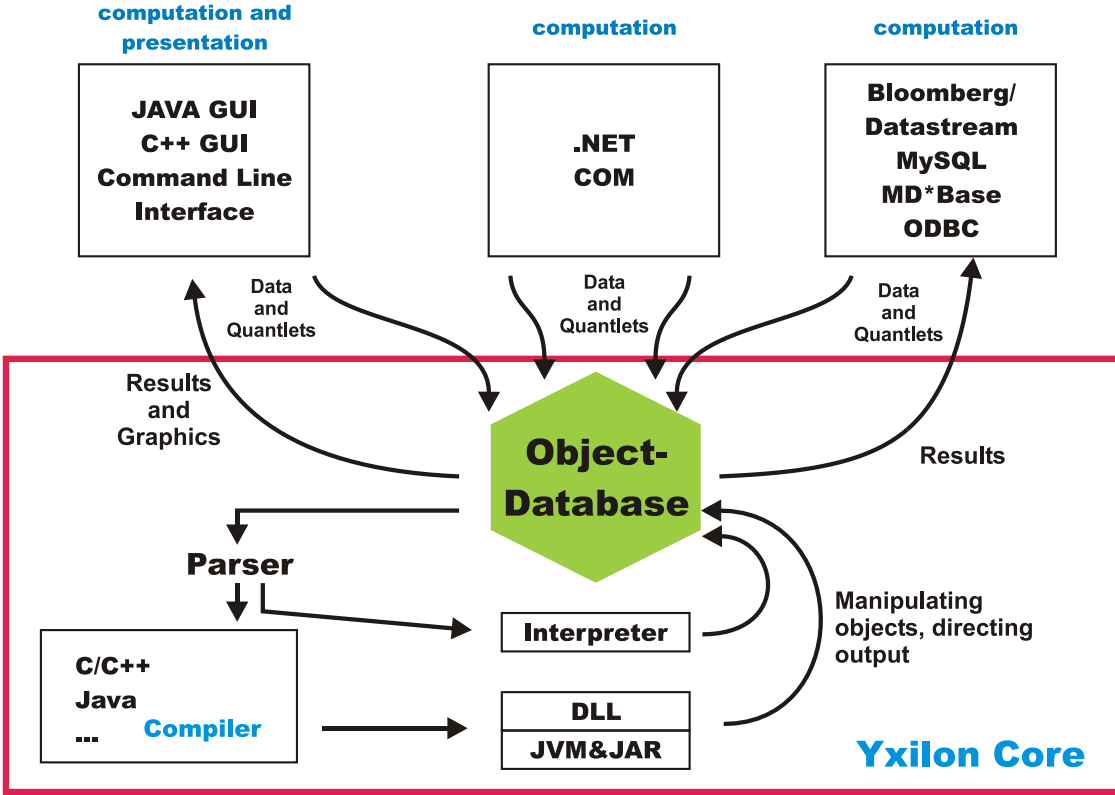 computation and
presentation
computation
computation
JAVA GUI
C++ GUI
Command Line
Interface
.NET
COM
Bloomberg/
Datastream
MySQL
MD*Base
ODBC
Data
and
Quantlets
Data
and
Quantlets
Data
and
Quantlets
Results
and
Graphics
Object-
Database
Results
Parser
Interpreter
Manipulating
objects, directing
output
C/C++
Java
... Compiler
DLL
JVM&JAR
Yxilon Core